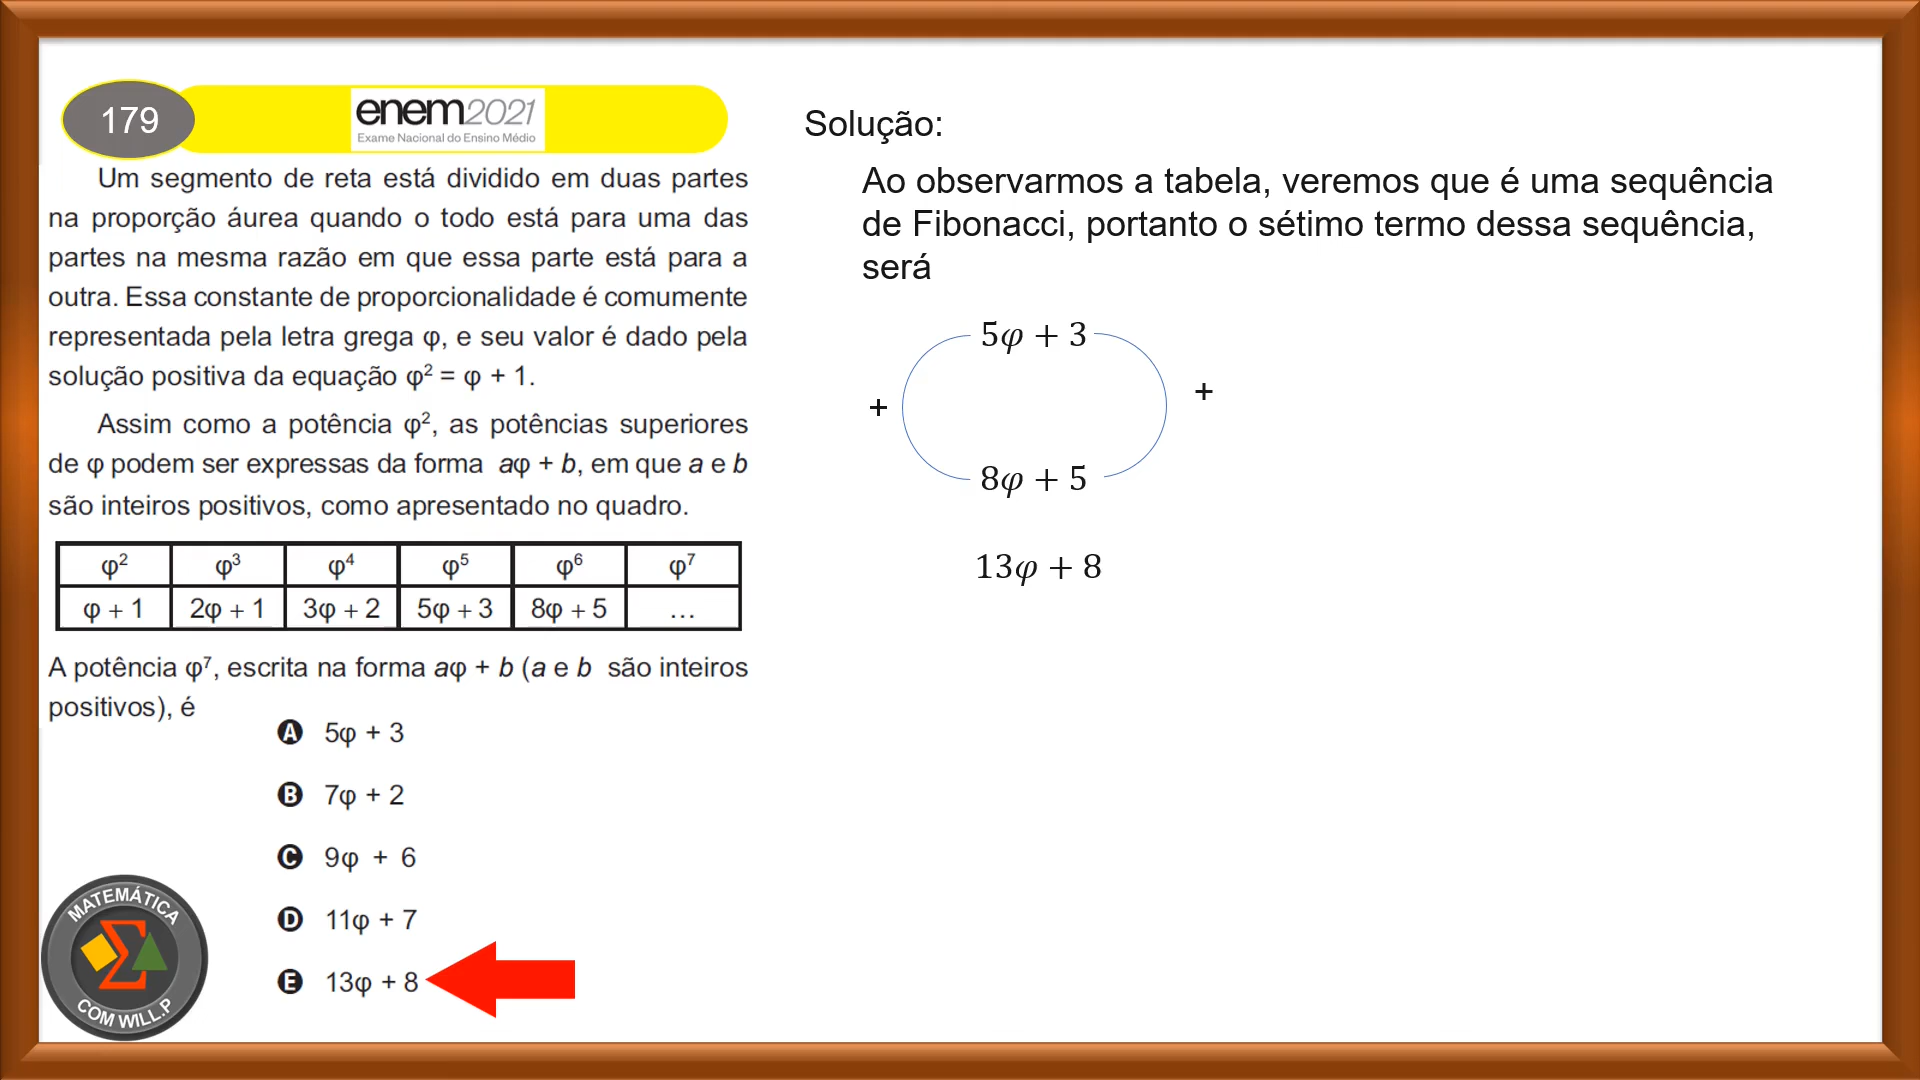 179
enem2021
Exame Nacional do Ensino Médio
Um segmento de reta está dividido em duas partes
na proporção áurea quando o todo está para uma das
partes na mesma razão em que essa parte está para a
outra. Essa constante de proporcionalidade é comumente
representada pela letra grega φ, e seu valor é dado pela
solução positiva da equação φ² = φ + 1.
Assim como a potência φ², as potências superiores
de φ podem ser expressas da forma aφ + b, em que a e b
são inteiros positivos, como apresentado no quadro.
φ² φ³ φ⁴ φ⁵ φ⁶ φ⁷
φ + 1 2φ + 1 3φ + 2 5φ + 3 8φ + 5 ...
A potência φ⁷, escrita na forma aφ + b (a e b são inteiros
positivos), é
A 5φ + 3
B 7φ + 2
C 9φ + 6
D 11φ + 7
E 13φ + 8
MATEMÁTICA
COM WILL.P
Solução:
Ao observarmos a tabela, veremos que é uma sequência
de Fibonacci, portanto o sétimo termo dessa sequência,
será
5φ + 3
+ +
8φ + 5
13φ + 8